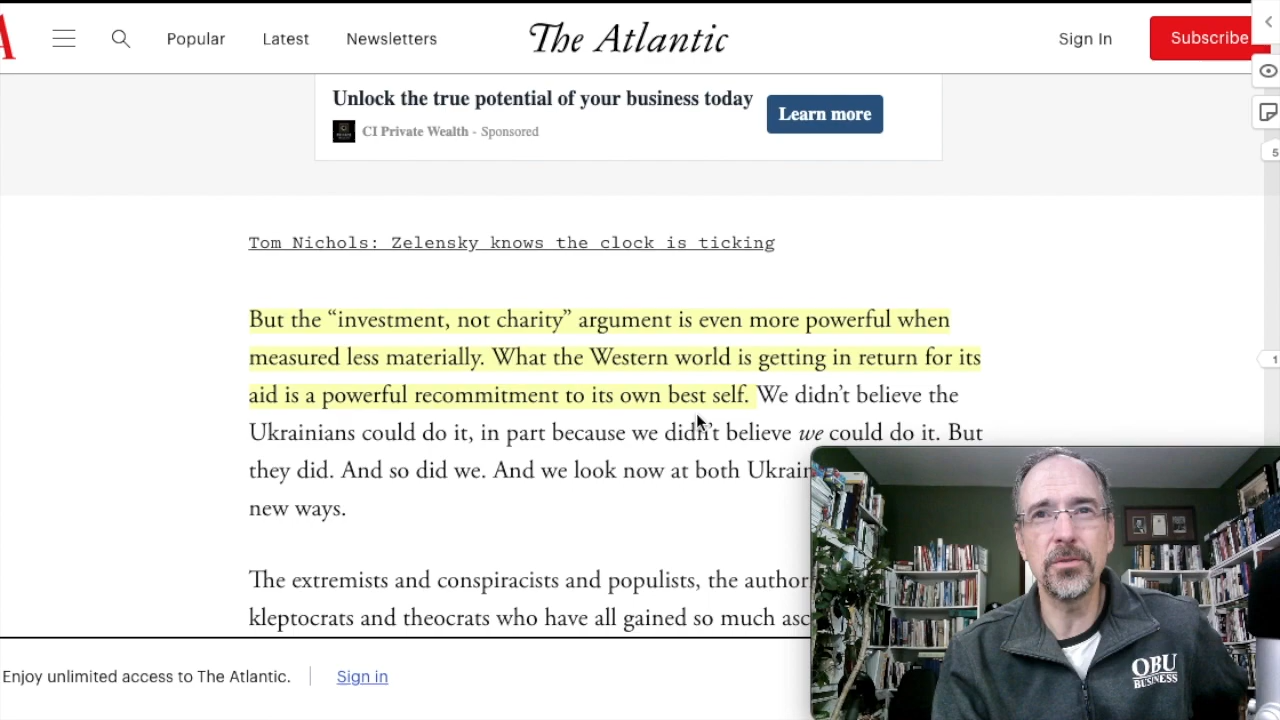 Popular
Latest
Newsletters
The Atlantic
Sign In
Subscribe
Unlock the true potential of your business today
CI Private Wealth - Sponsored
Learn more
5
Tom Nichols: Zelensky knows the clock is ticking
But the “investment, not charity” argument is even more powerful when
measured less materially. What the Western world is getting in return for its
aid is a powerful recommitment to its own best self. We didn’t believe the
1
Ukrainians could do it, in part because we didn’t believe we could do it. But
they did. And so did we. And we look now at both Ukrain
new ways.
The extremists and conspiracists and populists, the author
kleptocrats and theocrats who have all gained so much asc
Enjoy unlimited access to The Atlantic.
Sign in
OBU
BUSINESS